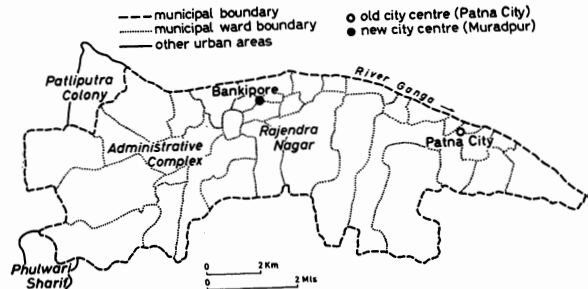 municipal boundary
municipal ward boundary
other urban areas
old city centre (Patna City)
new city centre (Muradpur)
Patliputra
Colony
Bankipore
River Ganga
Administrative
Complex
Rajendra
Nagar
Patna City
Phulwari
Sharif
0 2 Km
0 2 Mls